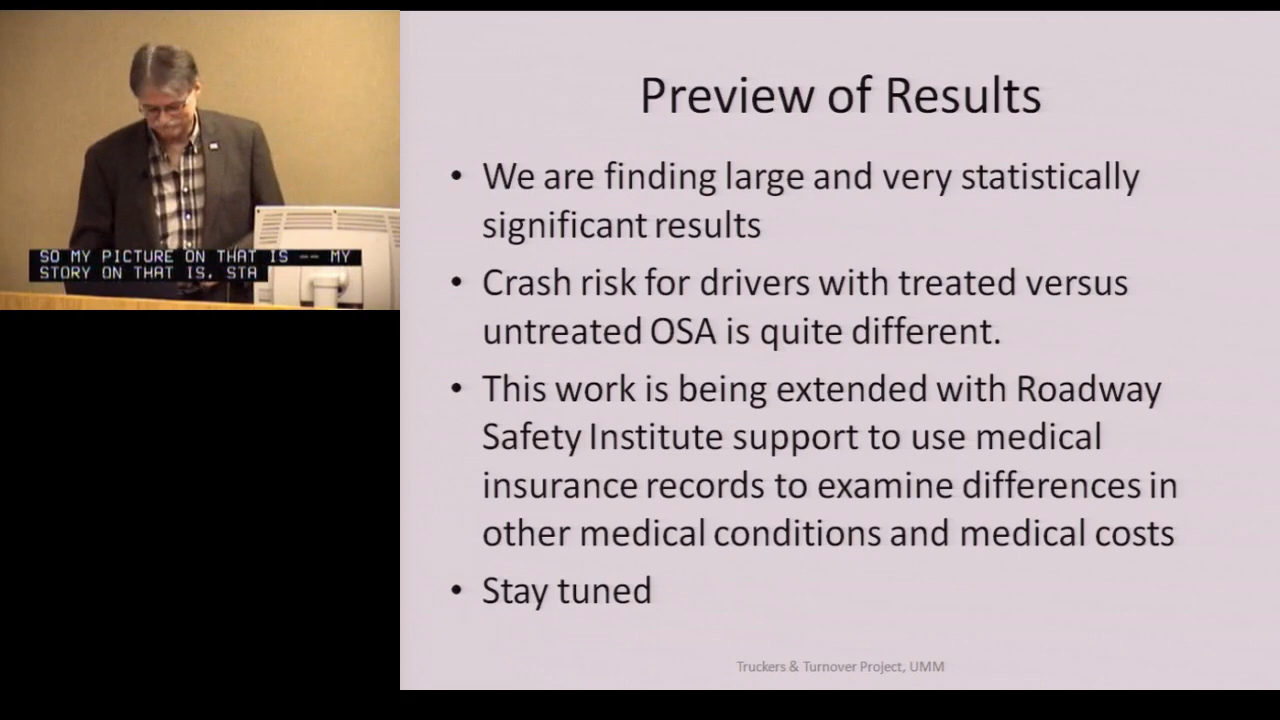 Preview of Results
• We are finding large and very statistically
significant results
• Crash risk for drivers with treated versus
untreated OSA is quite different.
• This work is being extended with Roadway
Safety Institute support to use medical
insurance records to examine differences in
other medical conditions and medical costs
• Stay tuned
Truckers & Turnover Project, UMM
SO MY PICTURE ON THAT IS -- MY
STORY ON THAT IS, STA